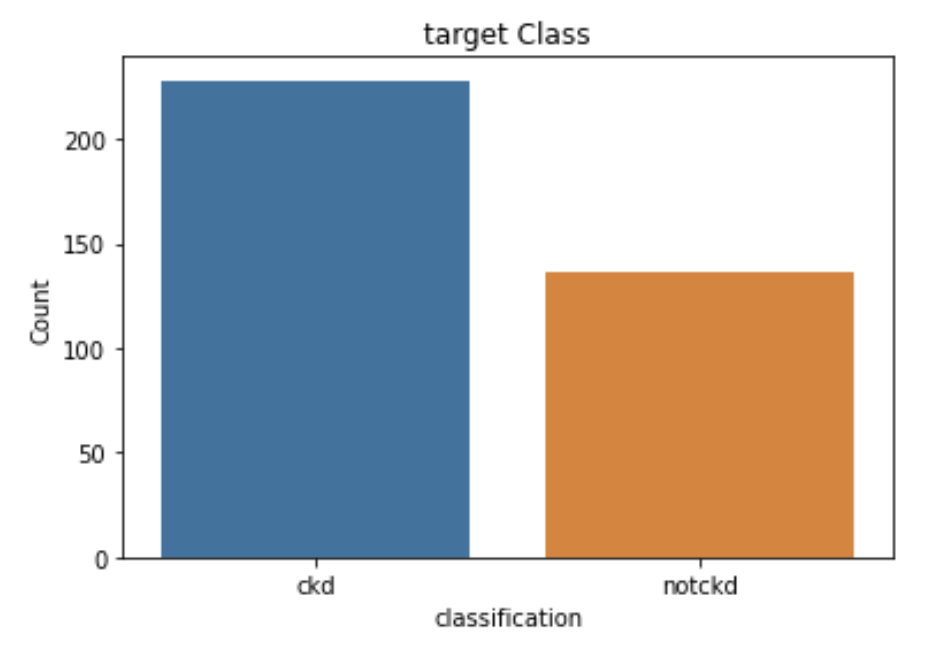 target Class
Count
200
150
100
50
0
ckd
notckd
classification